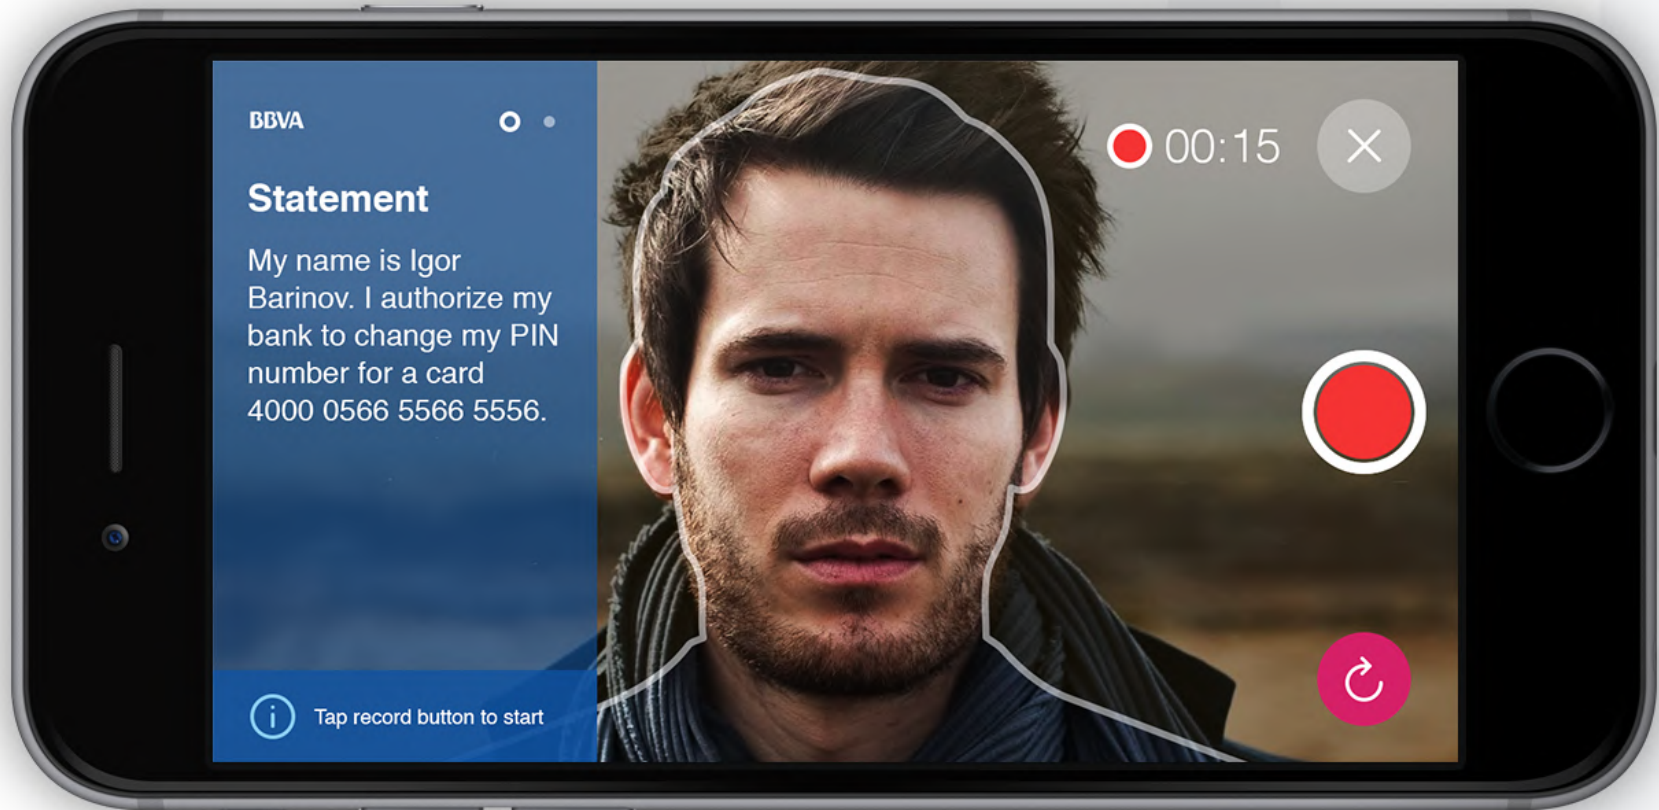 BBVA
Statement
My name is Igor
Barinov. I authorize my
bank to change my PIN
number for a card
4000 0566 5566 5556.
Tap record button to start
00:15